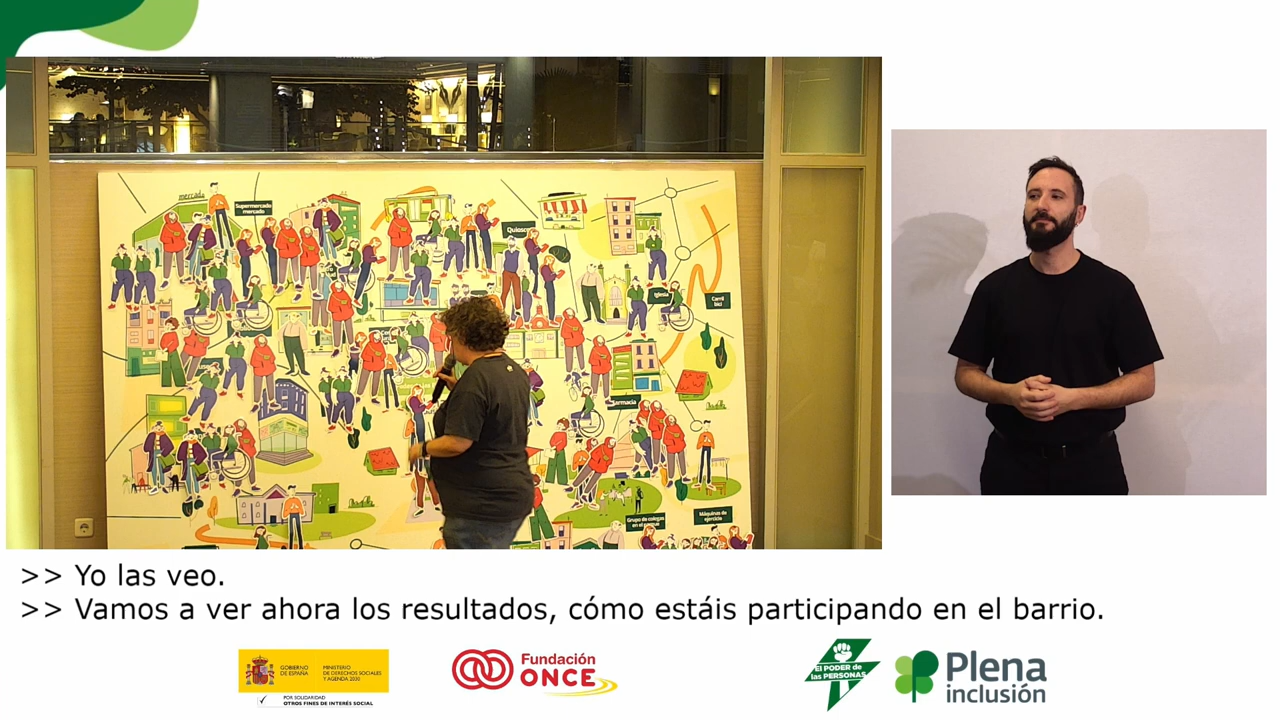 mercado
Supermercado
mercado
Quiosco
Iglesia
Carril
bici
Farmacia
Grupo de colegas
en el parque
Máquinas de
ejercicio
>> Yo las veo.
>> Vamos a ver ahora los resultados, cómo estáis participando en el barrio.
GOBIERNO
DE ESPAÑA
MINISTERIO
DE DERECHOS SOCIALES
Y AGENDA 2030
POR SOLIDARIDAD
OTROS FINES DE INTERÉS SOCIAL
Fundación
ONCE
El PODER de
las PERSONAS
Plena
inclusión